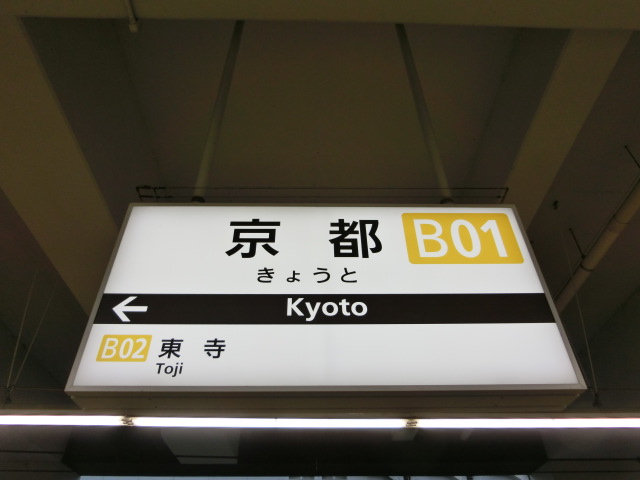 京都 B01
きょうと
← Kyoto
B02 東寺
Toji